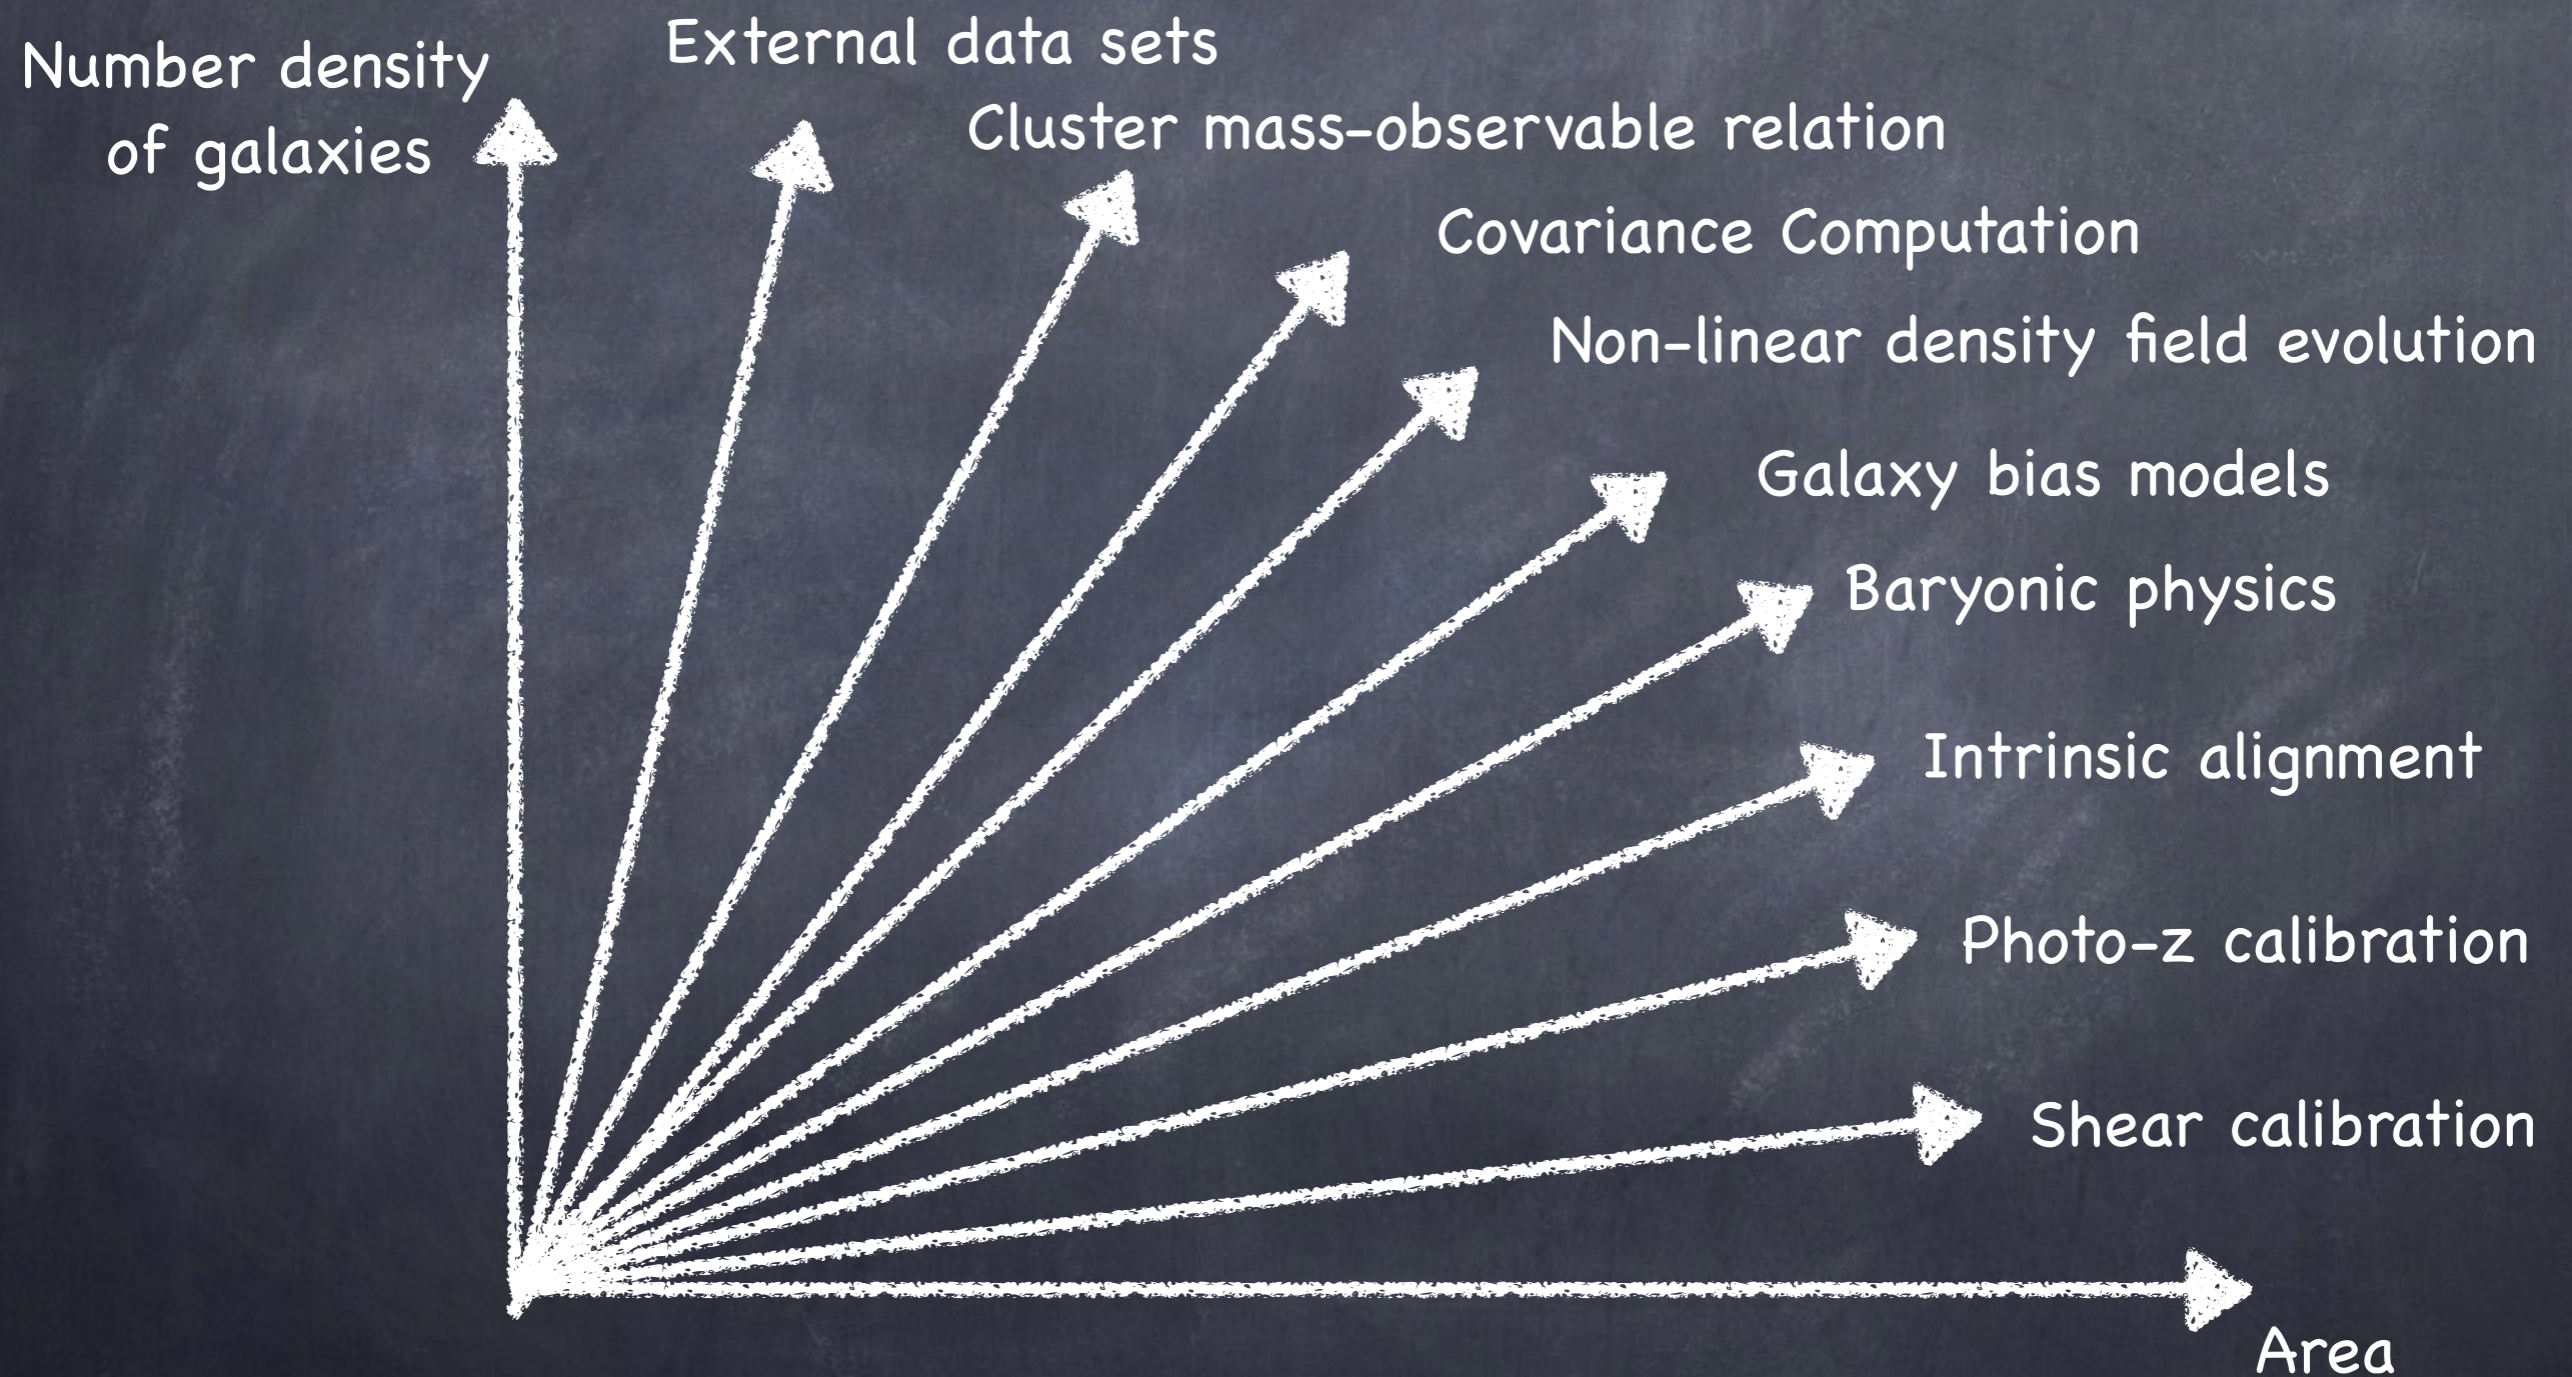 Number density
of galaxies
External data sets
Cluster mass-observable relation
Covariance Computation
Non-linear density field evolution
Galaxy bias models
Baryonic physics
Intrinsic alignment
Photo-z calibration
Shear calibration
Area